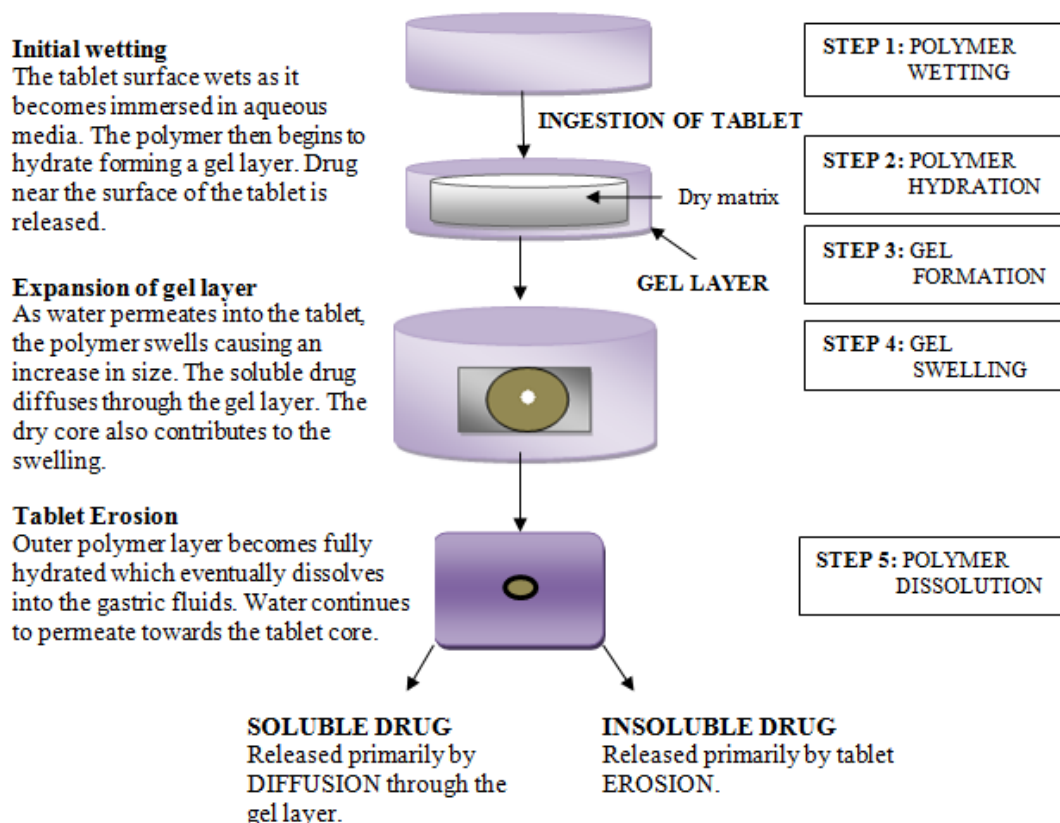 Initial wetting
The tablet surface wets as it
becomes immersed in aqueous
media. The polymer then begins to
hydrate forming a gel layer. Drug
near the surface of the tablet is
released.
Expansion of gel layer
As water permeates into the tablet,
the polymer swells causing an
increase in size. The soluble drug
diffuses through the gel layer. The
dry core also contributes to the
swelling.
Tablet Erosion
Outer polymer layer becomes fully
hydrated which eventually dissolves
into the gastric fluids. Water continues
to permeate towards the tablet core.
INGESTION OF TABLET
Dry matrix
GEL LAYER
STEP 1: POLYMER
WETTING
STEP 2: POLYMER
HYDRATION
STEP 3: GEL
FORMATION
STEP 4: GEL
SWELLING
STEP 5: POLYMER
DISSOLUTION
SOLUBLE DRUG
Released primarily by
DIFFUSION through the
gel layer.
INSOLUBLE DRUG
Released primarily by tablet
EROSION.